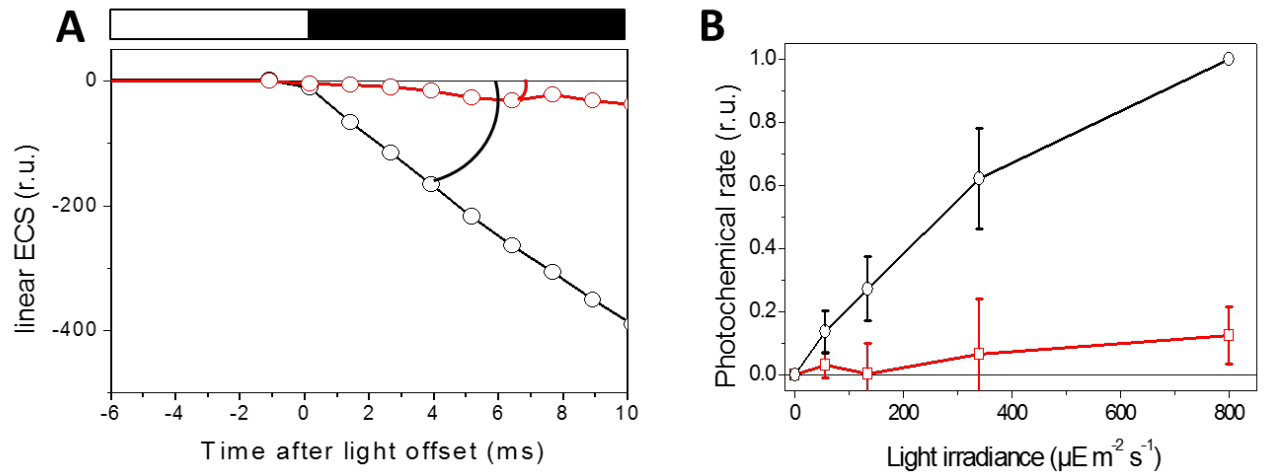 A
linear ECS (r.u.)
0
-200
-400
-6 -4 -2 0 2 4 6 8 10
Time after light offset (ms)
B
Photochemical rate (r.u.)
1.0
0.8
0.6
0.4
0.2
0.0
0 200 400 600 800
Light irradiance (µE m⁻² s⁻¹)